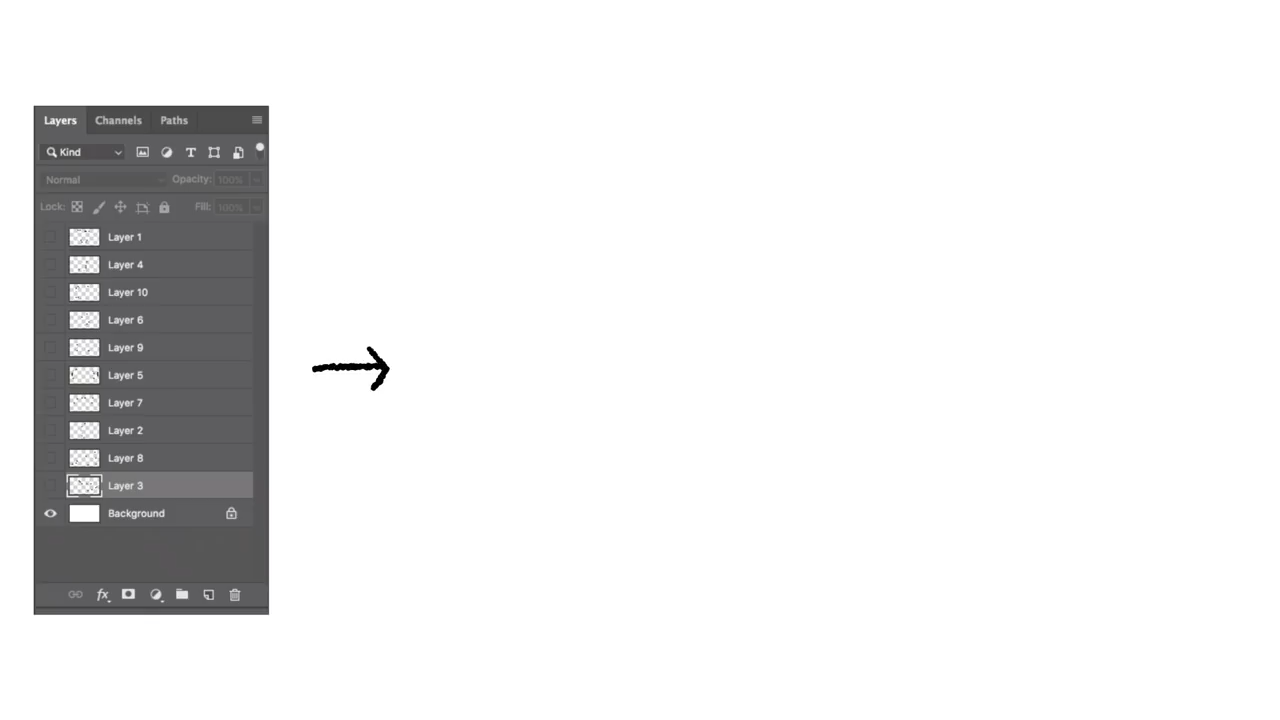 Layers Channels Paths
Kind
Normal Opacity: 100%
Lock: Fill: 100%
Layer 1
Layer 4
Layer 10
Layer 6
Layer 9
Layer 5
Layer 7
Layer 2
Layer 8
Layer 3
Background
fx